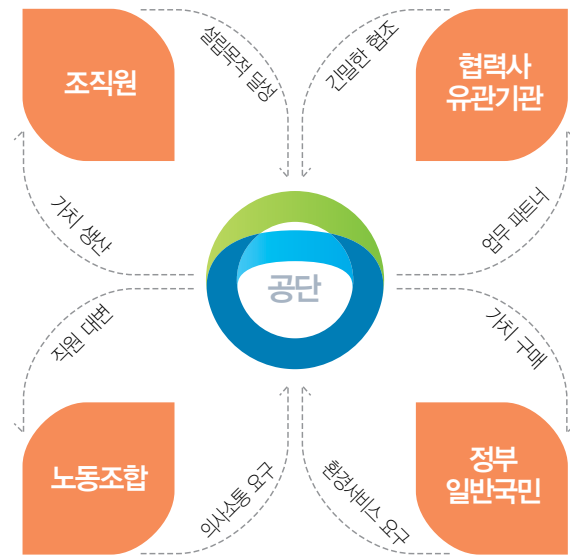 조직원
설립목적 달성
긴밀한 협조
협력사
유관기관
가치 생산
업무 파트너
공단
직원 대변
가치 구매
노동조합
의사소통 요구
환경서비스 요구
정부
일반국민